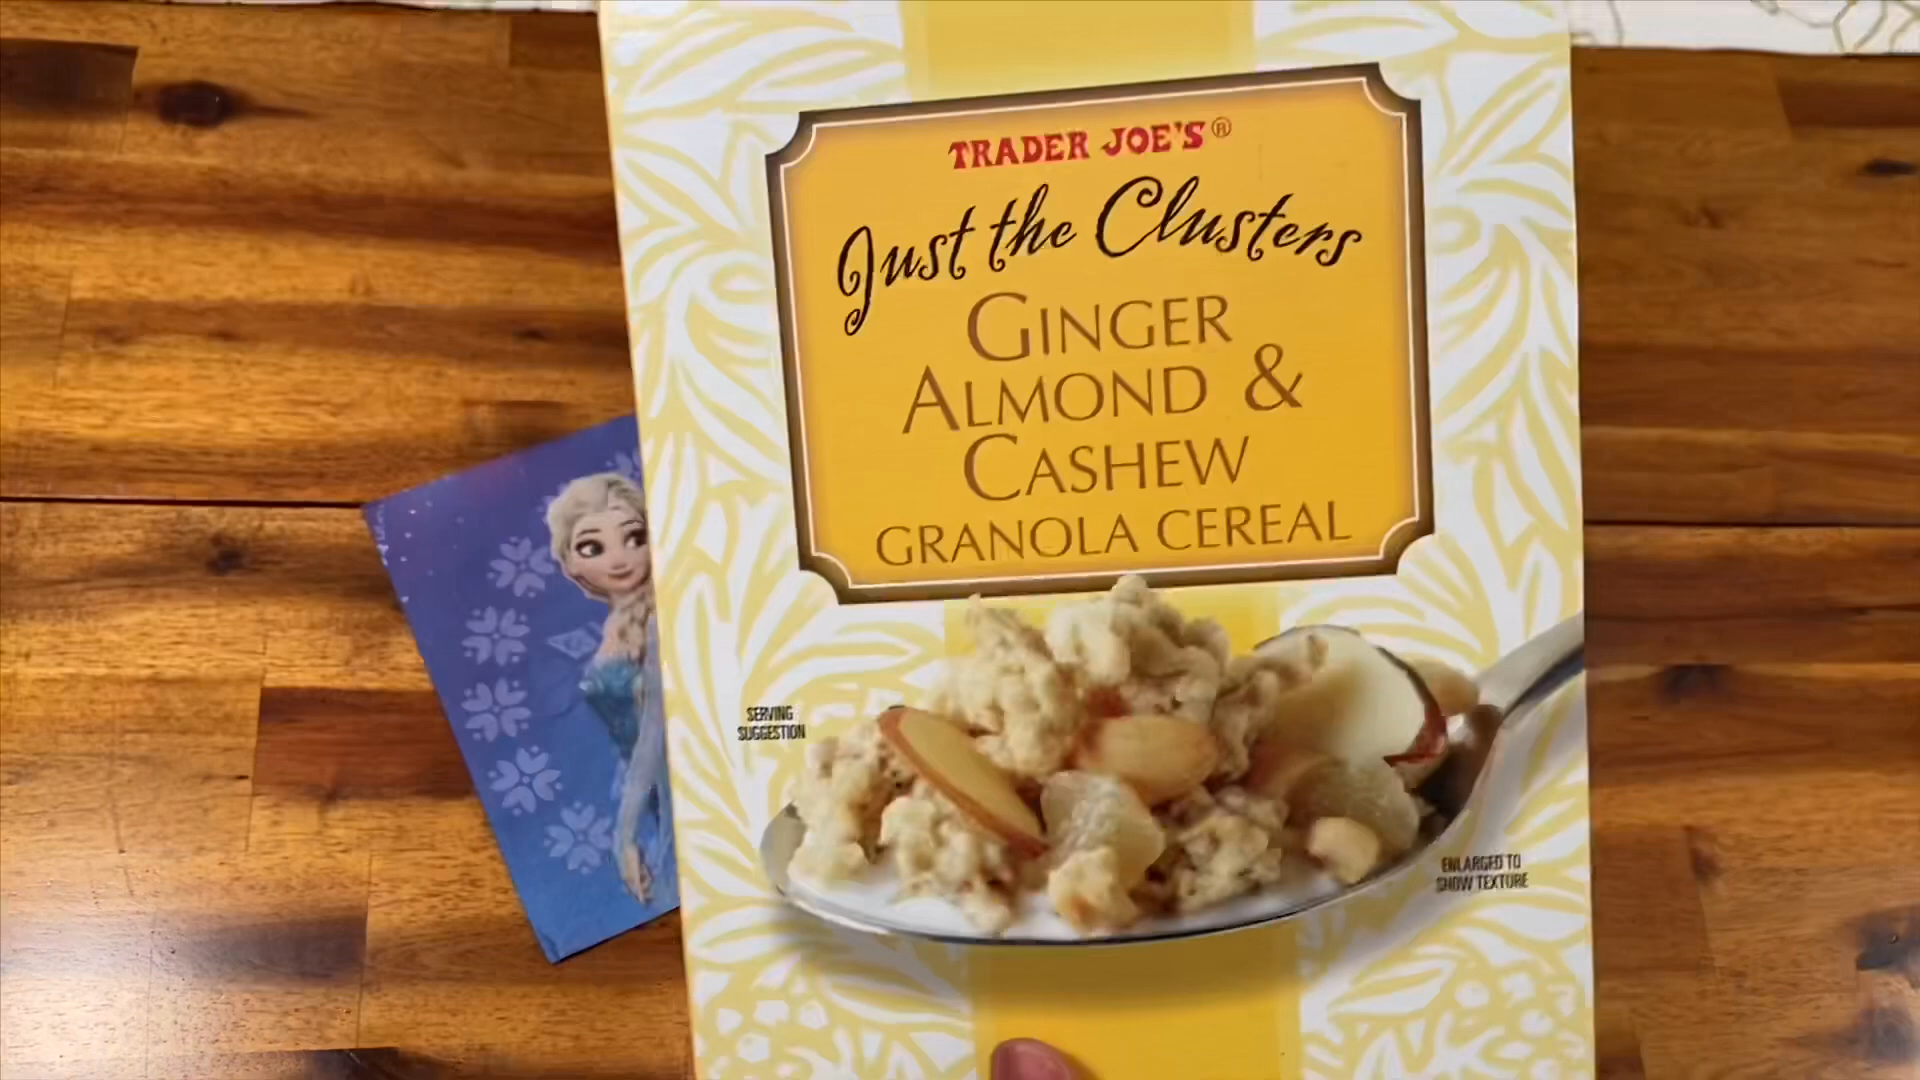 TRADER JOE'S®
Just the Clusters
GINGER
ALMOND &
CASHEW
GRANOLA CEREAL
SERVING
SUGGESTION
ENLARGED TO
SHOW TEXTURE